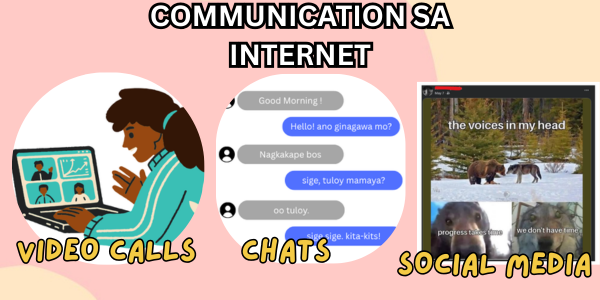 COMMUNICATION SA
INTERNET
Good Morning !
Hello! ano ginagawa mo?
Nagkakape bos
sige, tuloy mamaya?
oo tuloy.
sige sige. kita-kits!
the voices in my head
progress takes time
we don't have time
VIDEO CALLS
CHATS
SOCIAL MEDIA